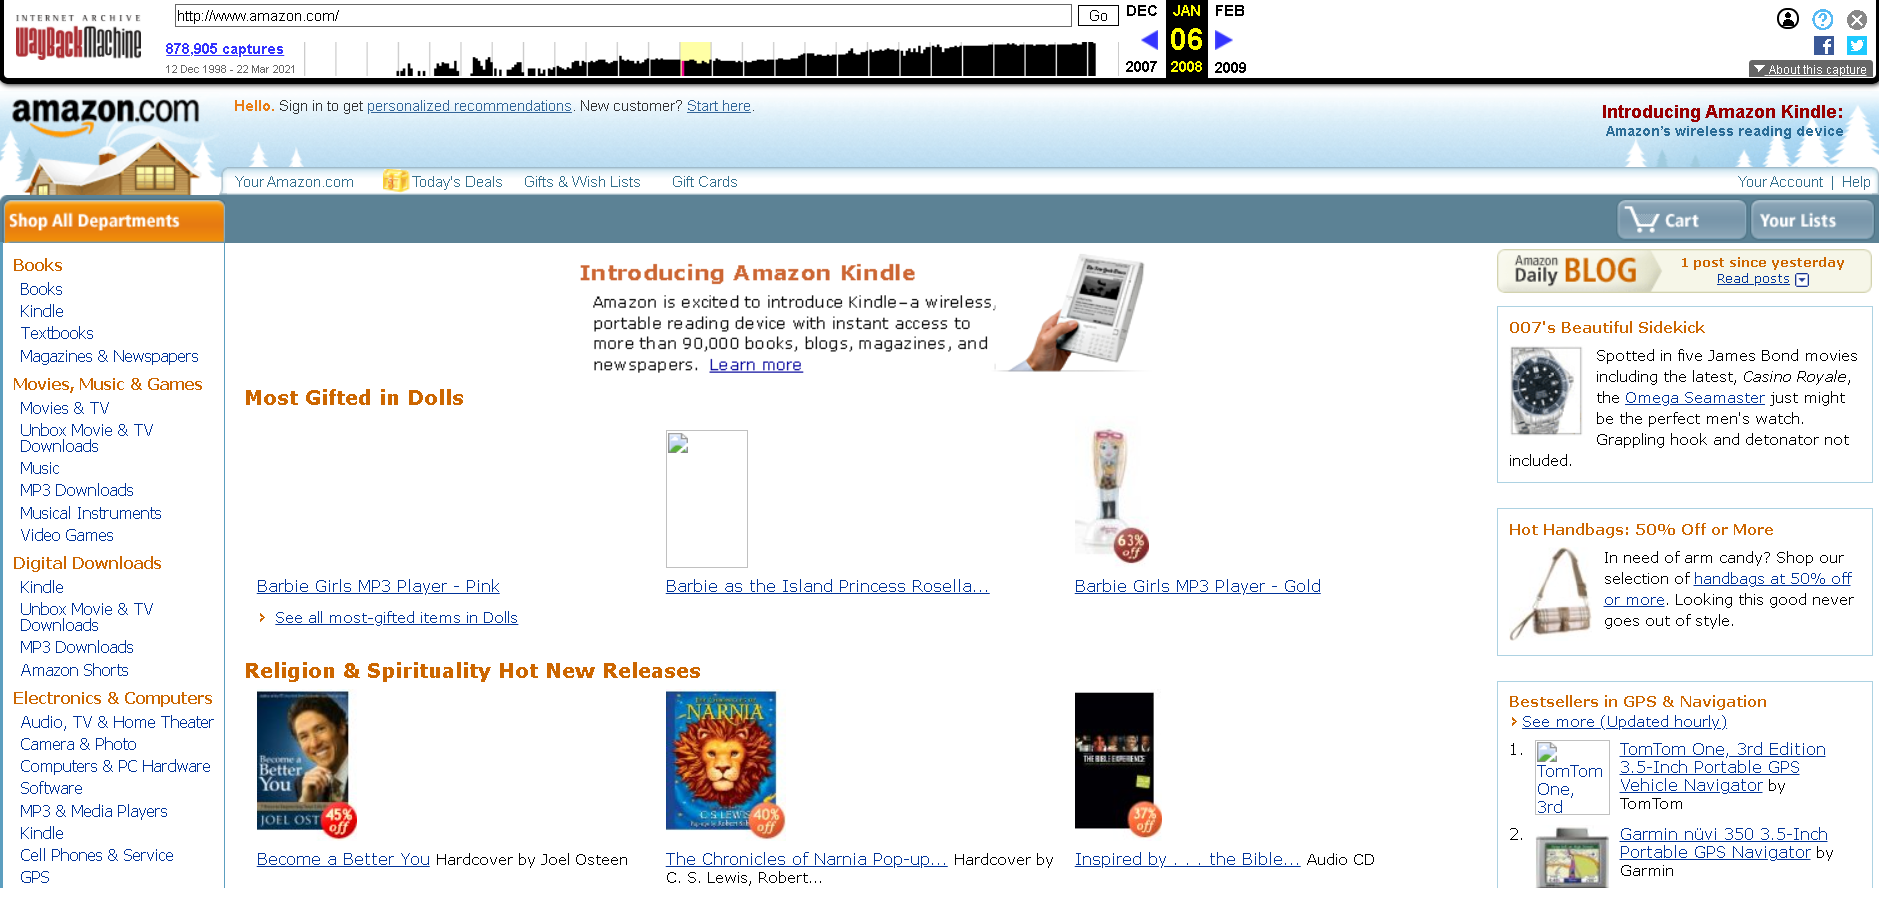 INTERNET ARCHIVE
WayBackMachine
http://www.amazon.com/
Go
DEC
JAN
FEB
878,905 captures
06
12 Dec 1998 - 22 Mar 2021
2007
2008
2009
About this capture
amazon.com
Hello. Sign in to get personalized recommendations. New customer? Start here.
Introducing Amazon Kindle:
Amazon's wireless reading device
Your Amazon.com
Today's Deals
Gifts & Wish Lists
Gift Cards
Your Account | Help
Shop All Departments
Cart
Your Lists
Books
Books
Kindle
Textbooks
Magazines & Newspapers
Movies, Music & Games
Movies & TV
Unbox Movie & TV
Downloads
Music
MP3 Downloads
Musical Instruments
Video Games
Digital Downloads
Kindle
Unbox Movie & TV
Downloads
MP3 Downloads
Amazon Shorts
Electronics & Computers
Audio, TV & Home Theater
Camera & Photo
Computers & PC Hardware
Software
MP3 & Media Players
Kindle
Cell Phones & Service
GPS
Introducing Amazon Kindle
Amazon is excited to introduce Kindle–a wireless,
portable reading device with instant access to
more than 90,000 books, blogs, magazines, and
newspapers. Learn more
Most Gifted in Dolls
63%
off
Barbie Girls MP3 Player - Pink
Barbie as the Island Princess Rosella...
Barbie Girls MP3 Player - Gold
See all most-gifted items in Dolls
Religion & Spirituality Hot New Releases
Become a
Better
You
JOEL OST
45%
off
NARNIA
C. S. LEWIS
40%
off
THE BIBLE EXPERIENCE
37%
off
Become a Better You Hardcover by Joel Osteen
The Chronicles of Narnia Pop-up... Hardcover by
C. S. Lewis, Robert...
Inspired by . . . the Bible... Audio CD
Amazon
Daily BLOG
1 post since yesterday
Read posts
007's Beautiful Sidekick
Spotted in five James Bond movies
including the latest, Casino Royale,
the Omega Seamaster just might
be the perfect men's watch.
Grappling hook and detonator not
included.
Hot Handbags: 50% Off or More
In need of arm candy? Shop our
selection of handbags at 50% off
or more. Looking this good never
goes out of style.
Bestsellers in GPS & Navigation
See more (Updated hourly)
1.
TomTom
One,
3rd
TomTom One, 3rd Edition
3.5-Inch Portable GPS
Vehicle Navigator by
TomTom
2.
Garmin nüvi 350 3.5-Inch
Portable GPS Navigator by
Garmin